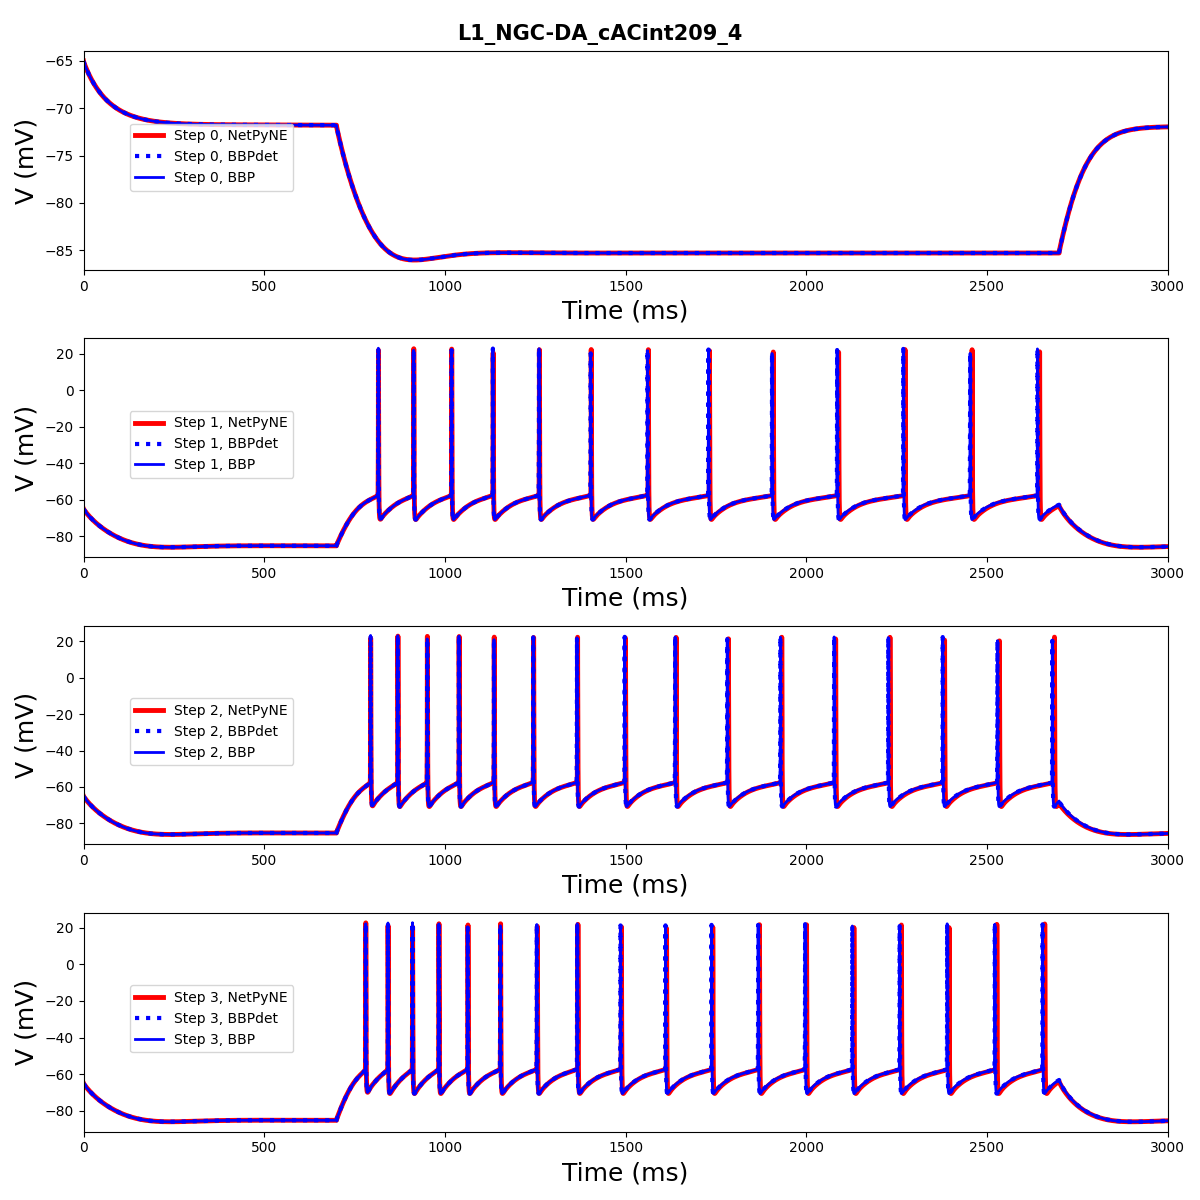 L1_NGC-DA_cACint209_4
−65
−70
−75
−80
−85
V (mV)
Step 0, NetPyNE
Step 0, BBPdet
Step 0, BBP
0 500 1000 1500 2000 2500 3000
Time (ms)
20
0
−20
−40
−60
−80
V (mV)
Step 1, NetPyNE
Step 1, BBPdet
Step 1, BBP
0 500 1000 1500 2000 2500 3000
Time (ms)
20
0
−20
−40
−60
−80
V (mV)
Step 2, NetPyNE
Step 2, BBPdet
Step 2, BBP
0 500 1000 1500 2000 2500 3000
Time (ms)
20
0
−20
−40
−60
−80
V (mV)
Step 3, NetPyNE
Step 3, BBPdet
Step 3, BBP
0 500 1000 1500 2000 2500 3000
Time (ms)